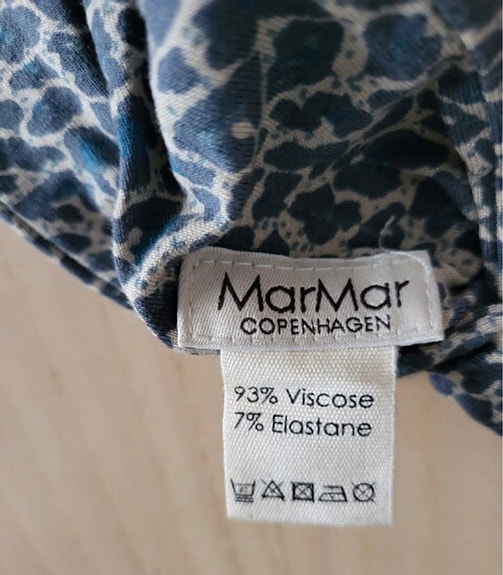 MarMar
COPENHAGEN
93% Viscose
7% Elastane